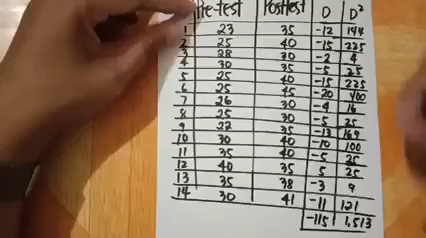 Pre-test Posttest D D²
1 23 35 -12 144
2 25 40 -15 225
3 28 30 -2 4
4 30 35 -5 25
5 25 40 -15 225
6 25 45 -20 400
7 26 30 -4 16
8 25 30 -5 25
9 22 35 -13 169
10 30 40 -10 100
11 35 40 -5 25
12 40 35 5 25
13 35 38 -3 9
14 30 41 -11 121
-115 1,513